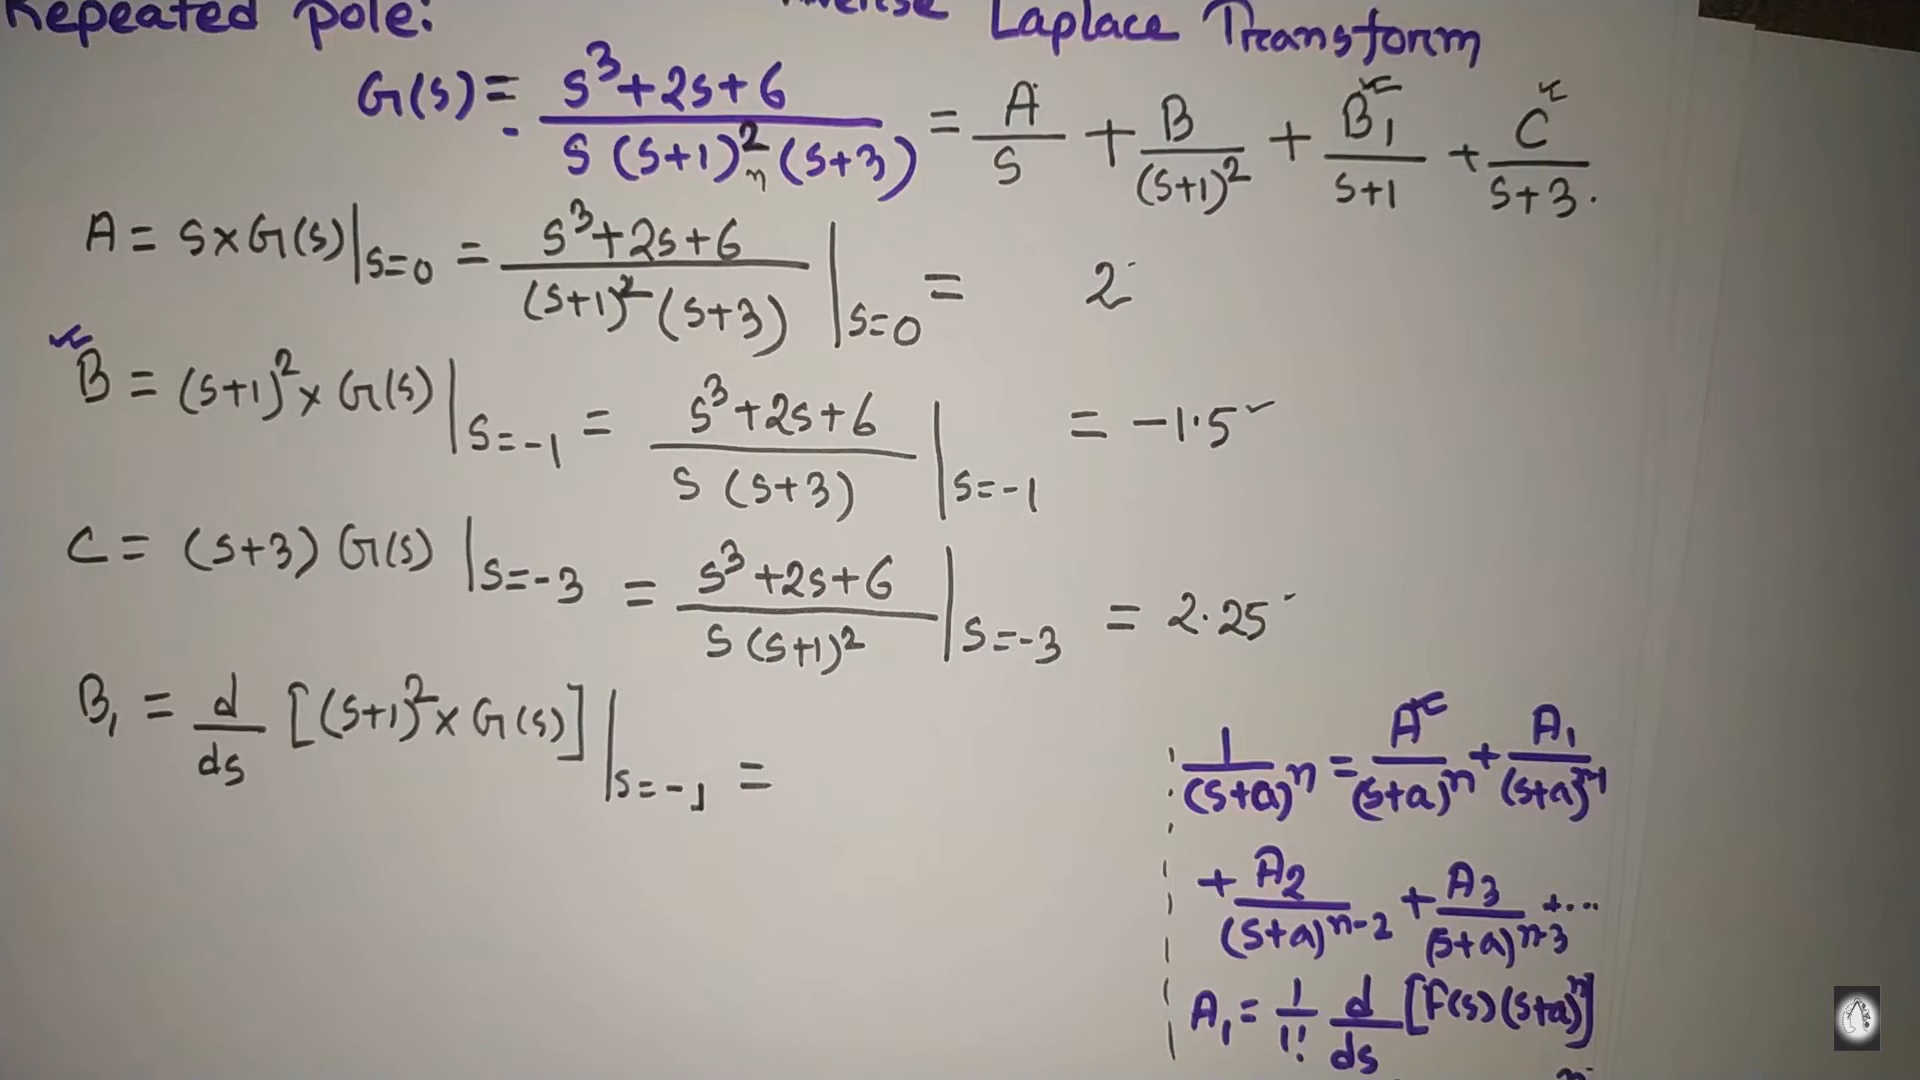 Repeated pole:
Laplace Transform
G(s) = s³+2s+6 / s (s+1)² (s+3) = A/s + B/(s+1)² + B₁/s+1 + C/s+3.
n
A = s×G(s)|s=0 = s³+2s+6 / (s+1)² (s+3) |s=0 = 2
B = (s+1)²× G(s)|s=-1 = s³+2s+6 / s (s+3) |s=-1 = -1.5
C = (s+3) G(s)|s=-3 = s³+2s+6 / s(s+1)² |s=-3 = 2.25
B₁ = d/ds [(s+1)²× G(s)]|s=-1 =
1/(s+a)ⁿ = A/(s+a)ⁿ + A₁/(s+a)ⁿ⁻¹
+ A₂/(s+a)ⁿ⁻² + A₃/(s+a)ⁿ⁻³ +...
A₁ = 1/1! d/ds [F(s)(s+a)ⁿ]